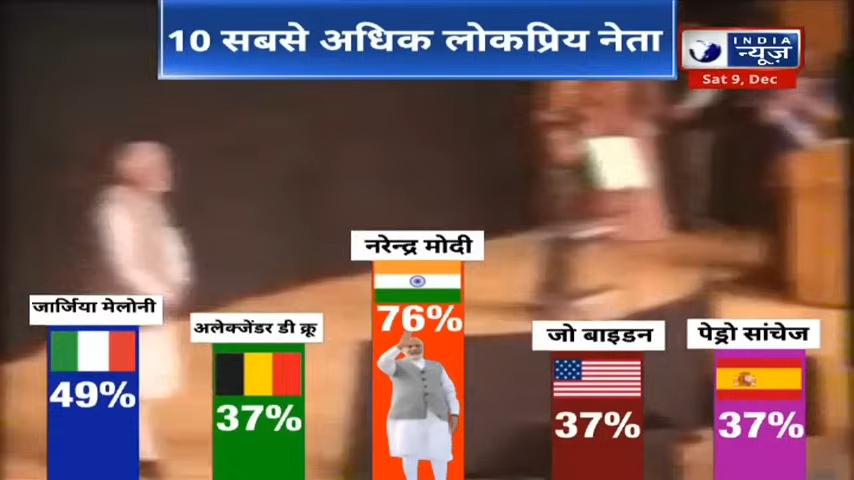 10 सबसे अधिक लोकप्रिय नेता
INDIA
न्यूज़
Sat 9, Dec
नरेन्द्र मोदी
76%
जार्जिया मेलोनी
49%
अलेक्जेंडर डी क्रू
37%
जो बाइडन
37%
पेड्रो सांचेज
37%